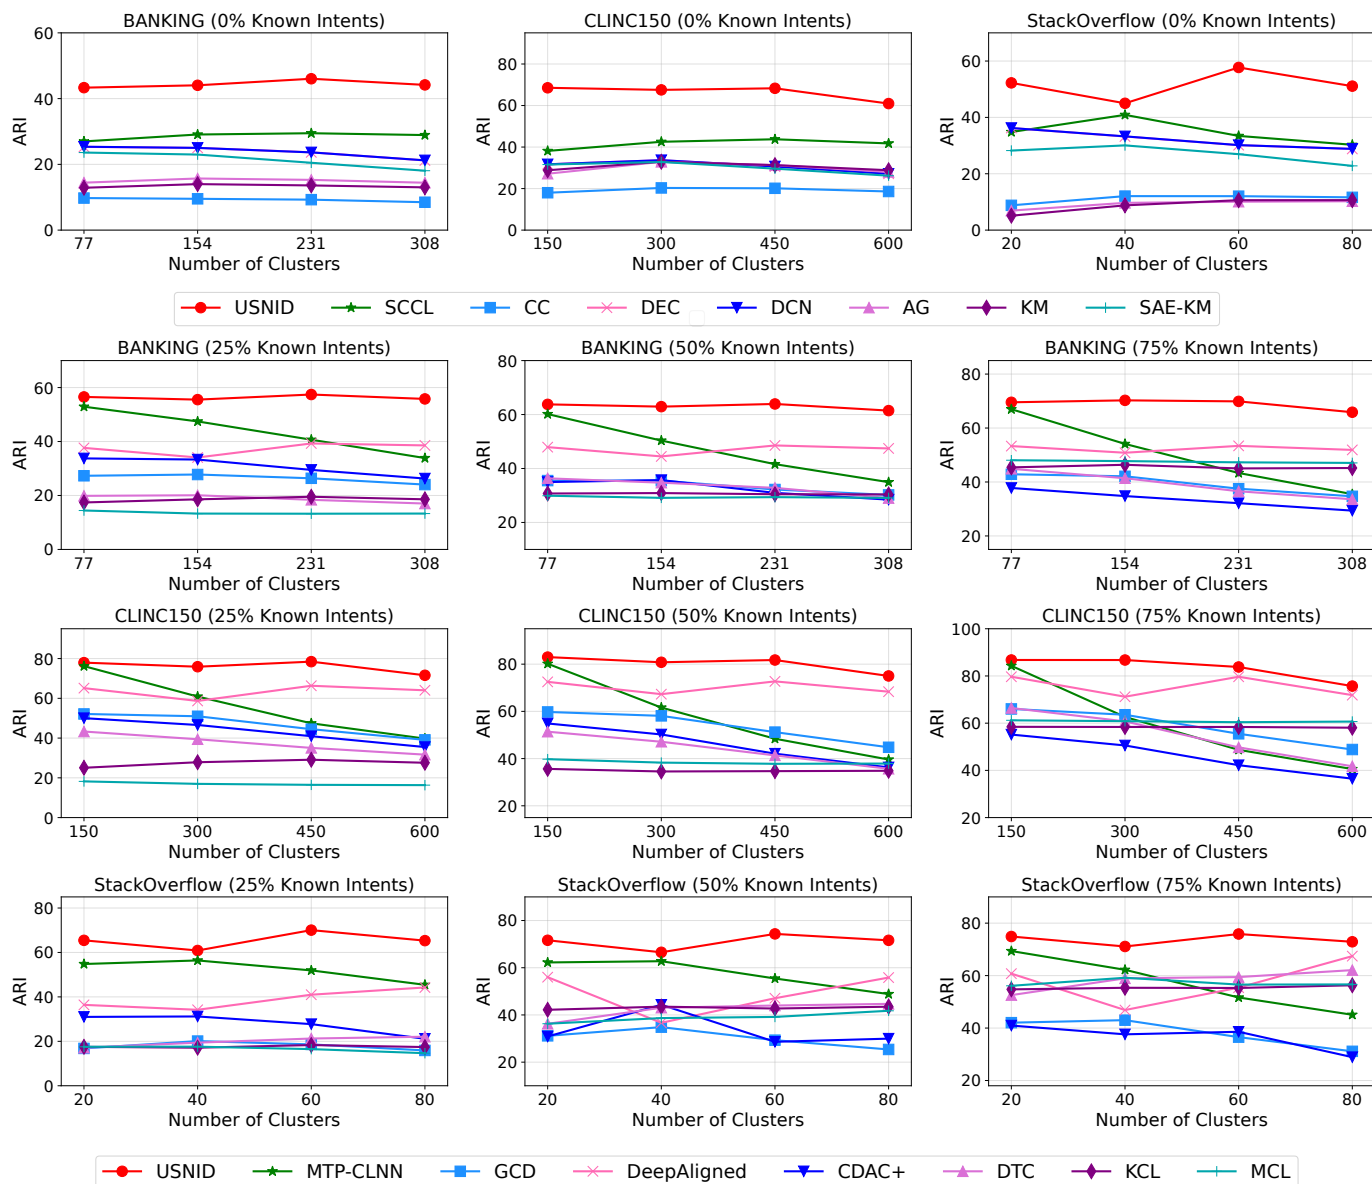 BANKING (0% Known Intents)
CLINC150 (0% Known Intents)
StackOverflow (0% Known Intents)
ARI
60
40
20
0
77 154 231 308
Number of Clusters
ARI
80
60
40
20
0
150 300 450 600
Number of Clusters
ARI
60
40
20
0
20 40 60 80
Number of Clusters
USNID SCCL CC DEC DCN AG KM SAE-KM
BANKING (25% Known Intents)
BANKING (50% Known Intents)
BANKING (75% Known Intents)
ARI
60
40
20
0
77 154 231 308
Number of Clusters
ARI
80
60
40
20
77 154 231 308
Number of Clusters
ARI
80
60
40
20
77 154 231 308
Number of Clusters
CLINC150 (25% Known Intents)
CLINC150 (50% Known Intents)
CLINC150 (75% Known Intents)
ARI
80
60
40
20
0
150 300 450 600
Number of Clusters
ARI
80
60
40
20
150 300 450 600
Number of Clusters
ARI
100
80
60
40
20
150 300 450 600
Number of Clusters
StackOverflow (25% Known Intents)
StackOverflow (50% Known Intents)
StackOverflow (75% Known Intents)
ARI
80
60
40
20
0
20 40 60 80
Number of Clusters
ARI
80
60
40
20
20 40 60 80
Number of Clusters
ARI
80
60
40
20
20 40 60 80
Number of Clusters
USNID MTP-CLNN GCD DeepAligned CDAC+ DTC KCL MCL